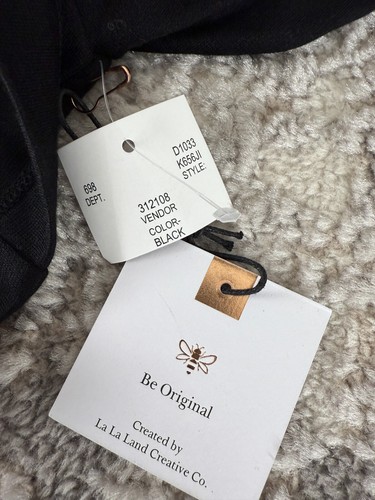 D1033
K656JI
STYLE:
698
DEPT.
312108
VENDOR
COLOR-
BLACK
Be Original
Created by
La La Land Creative Co.